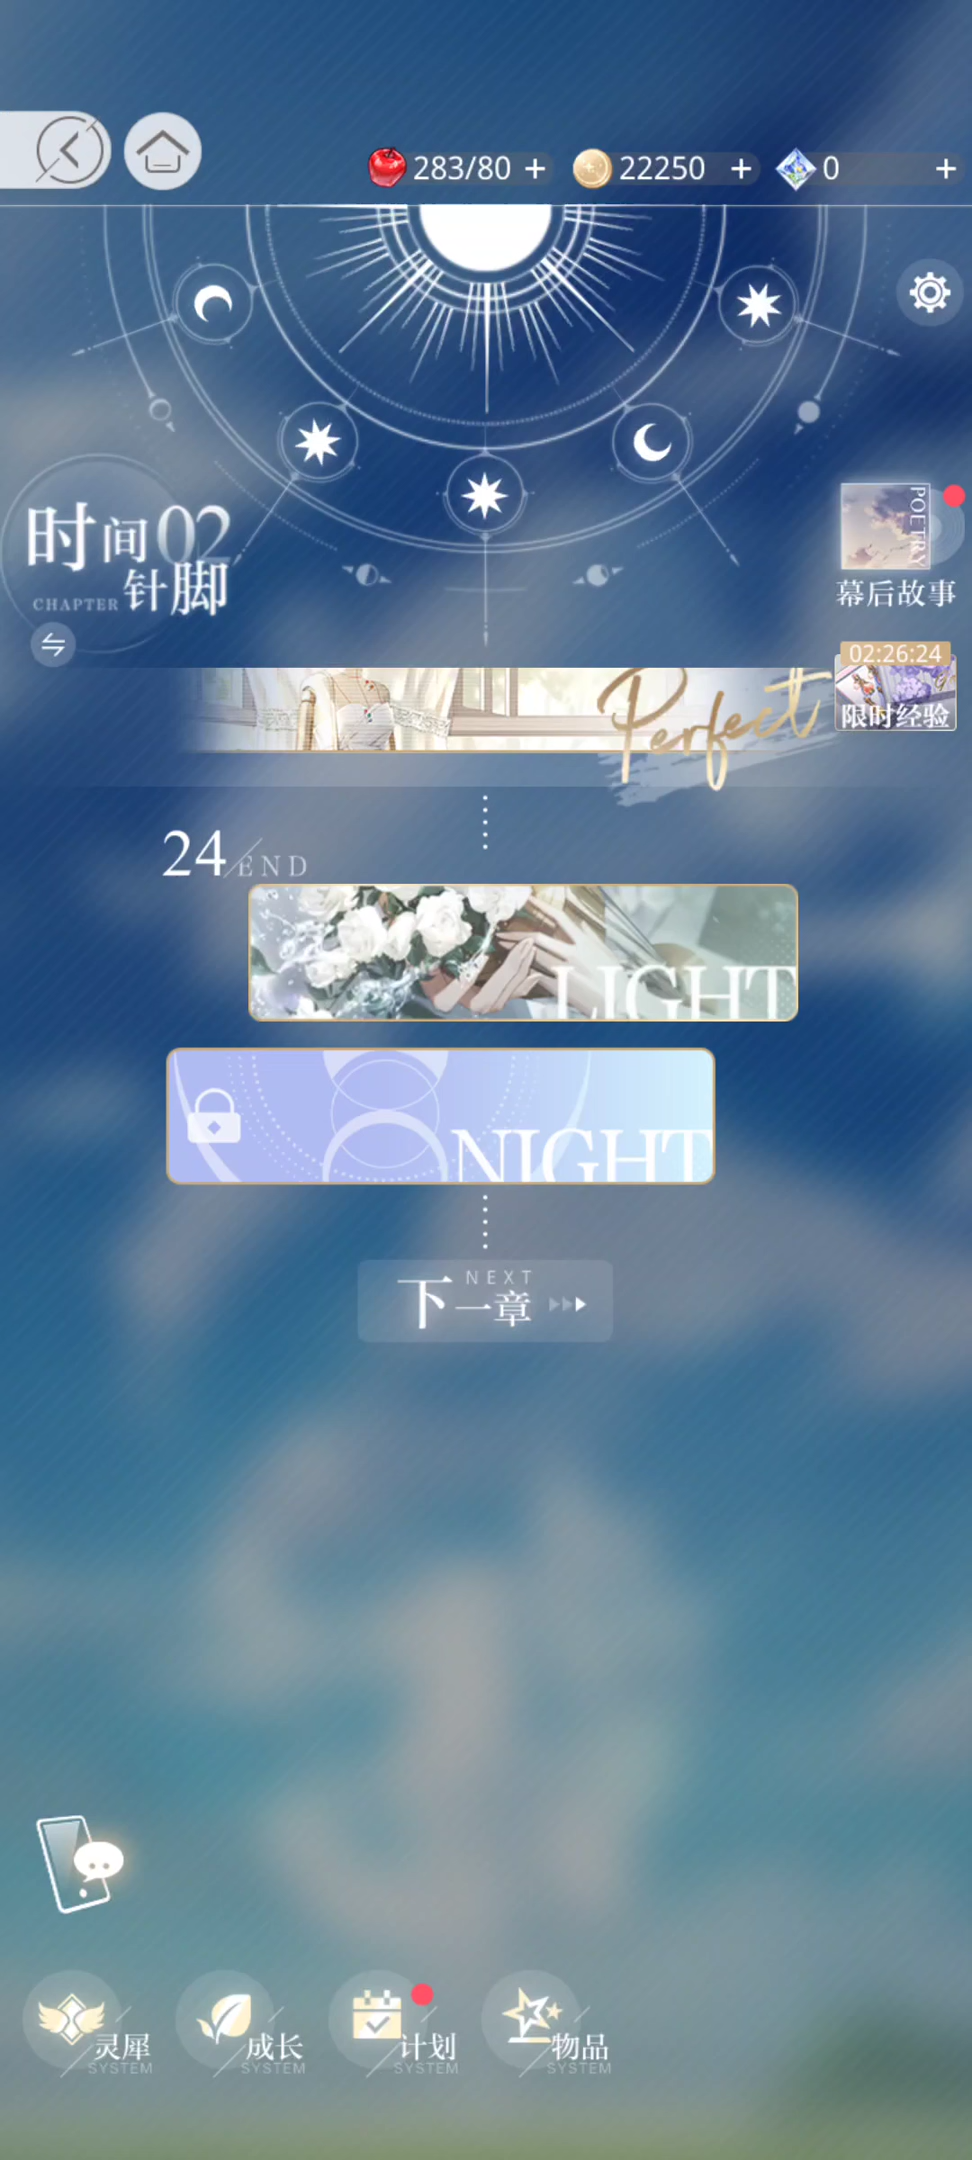 283/80 +
22250 +
0 +
时间02
针脚
CHAPTER
POETRY
幕后故事
02:26:24
限时经验
Perfect
24/END
LIGHT
NIGHT
NEXT
下一章
灵犀
SYSTEM
成长
SYSTEM
计划
SYSTEM
物品
SYSTEM